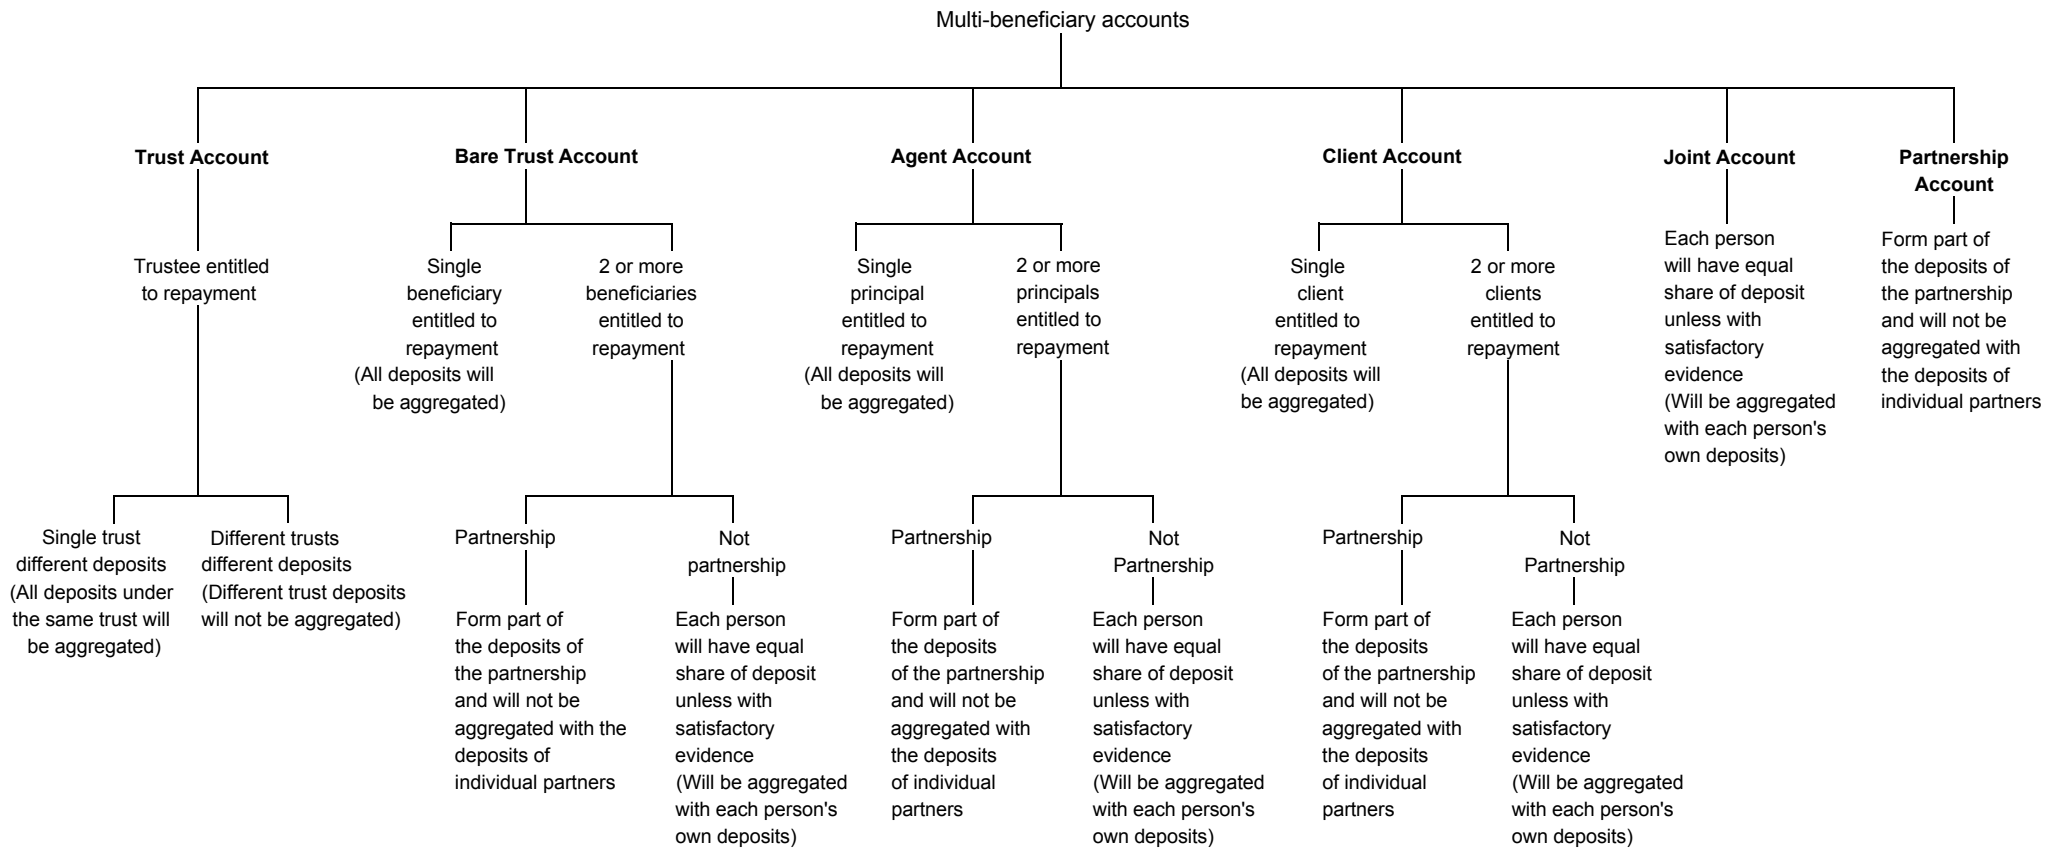 Multi-beneficiary accounts
Trust Account
Trustee entitled
to repayment
Single trust
different deposits
(All deposits under
the same trust will
be aggregated)
Different trusts
different deposits
(Different trust deposits
will not be aggregated)
Bare Trust Account
Single
beneficiary
entitled to
repayment
(All deposits will
be aggregated)
2 or more
beneficiaries
entitled to
repayment
Partnership
Form part of
the deposits of
the partnership
and will not be
aggregated with the
deposits of
individual partners
Not
partnership
Each person
will have equal
share of deposit
unless with
satisfactory
evidence
(Will be aggregated
with each person's
own deposits)
Agent Account
Single
principal
entitled to
repayment
(All deposits will
be aggregated)
2 or more
principals
entitled to
repayment
Partnership
Form part of
the deposits
of the partnership
and will not be
aggregated with
the deposits
of individual
partners
Not
Partnership
Each person
will have equal
share of deposit
unless with
satisfactory
evidence
(Will be aggregated
with each person's
own deposits)
Client Account
Single
client
entitled to
repayment
(All deposits will
be aggregated)
2 or more
clients
entitled to
repayment
Partnership
Form part of
the deposits
of the partnership
and will not be
aggregated with
the deposits
of individual
partners
Not
Partnership
Each person
will have equal
share of deposit
unless with
satisfactory
evidence
(Will be aggregated
with each person's
own deposits)
Joint Account
Each person
will have equal
share of deposit
unless with
satisfactory
evidence
(Will be aggregated
with each person's
own deposits)
Partnership
Account
Form part of
the deposits of
the partnership
and will not be
aggregated with
the deposits of
individual partners